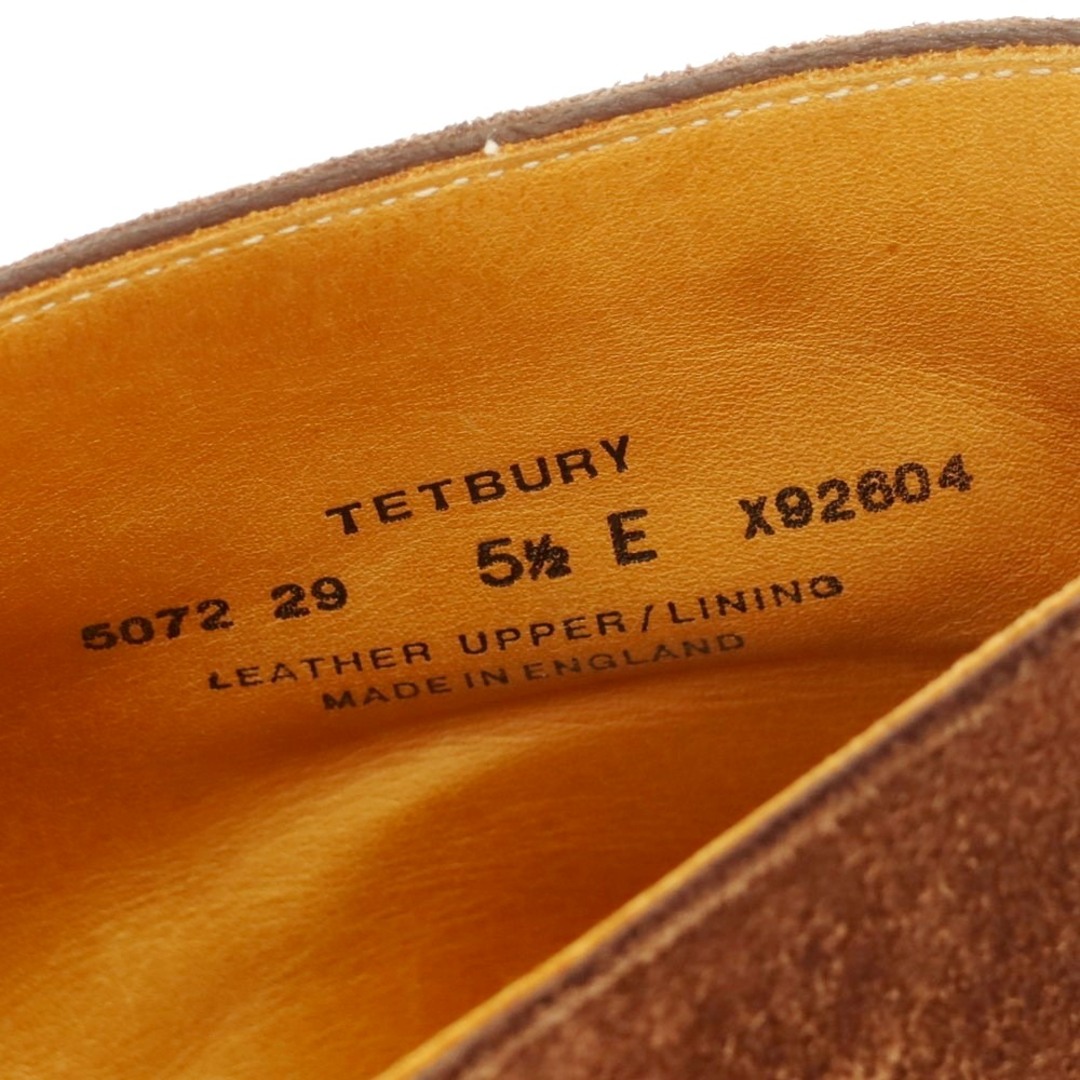 TETBURY
5072 29 5½ E X92604
LEATHER UPPER/LINING
MADE IN ENGLAND